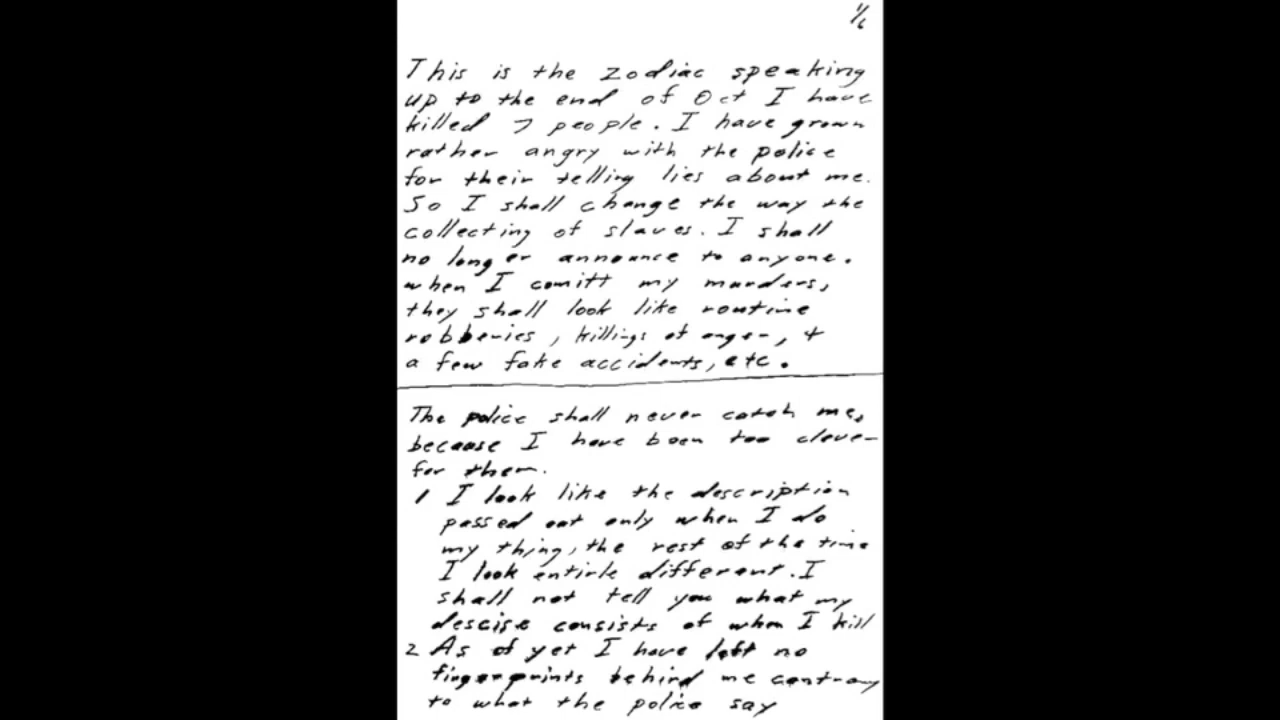 1/6
This is the Zodiac speaking
up to the end of Oct I have
killed 7 people. I have grown
rather angry with the police
for their telling lies about me.
So I shall change the way the
collecting of slaves. I shall
no longer announce to anyone.
when I comitt my murders,
they shall look like routine
robberies, killings of anger, +
a few fake accidents, etc.
The police shall never catch me,
because I have been too clever
for them.
1 I look like the description
passed out only when I do
my thing, the rest of the time
I look entirle different. I
shall not tell you what my
descise consists of when I kill
2 As of yet I have left no
fingerprints behind me contrary
to what the police say